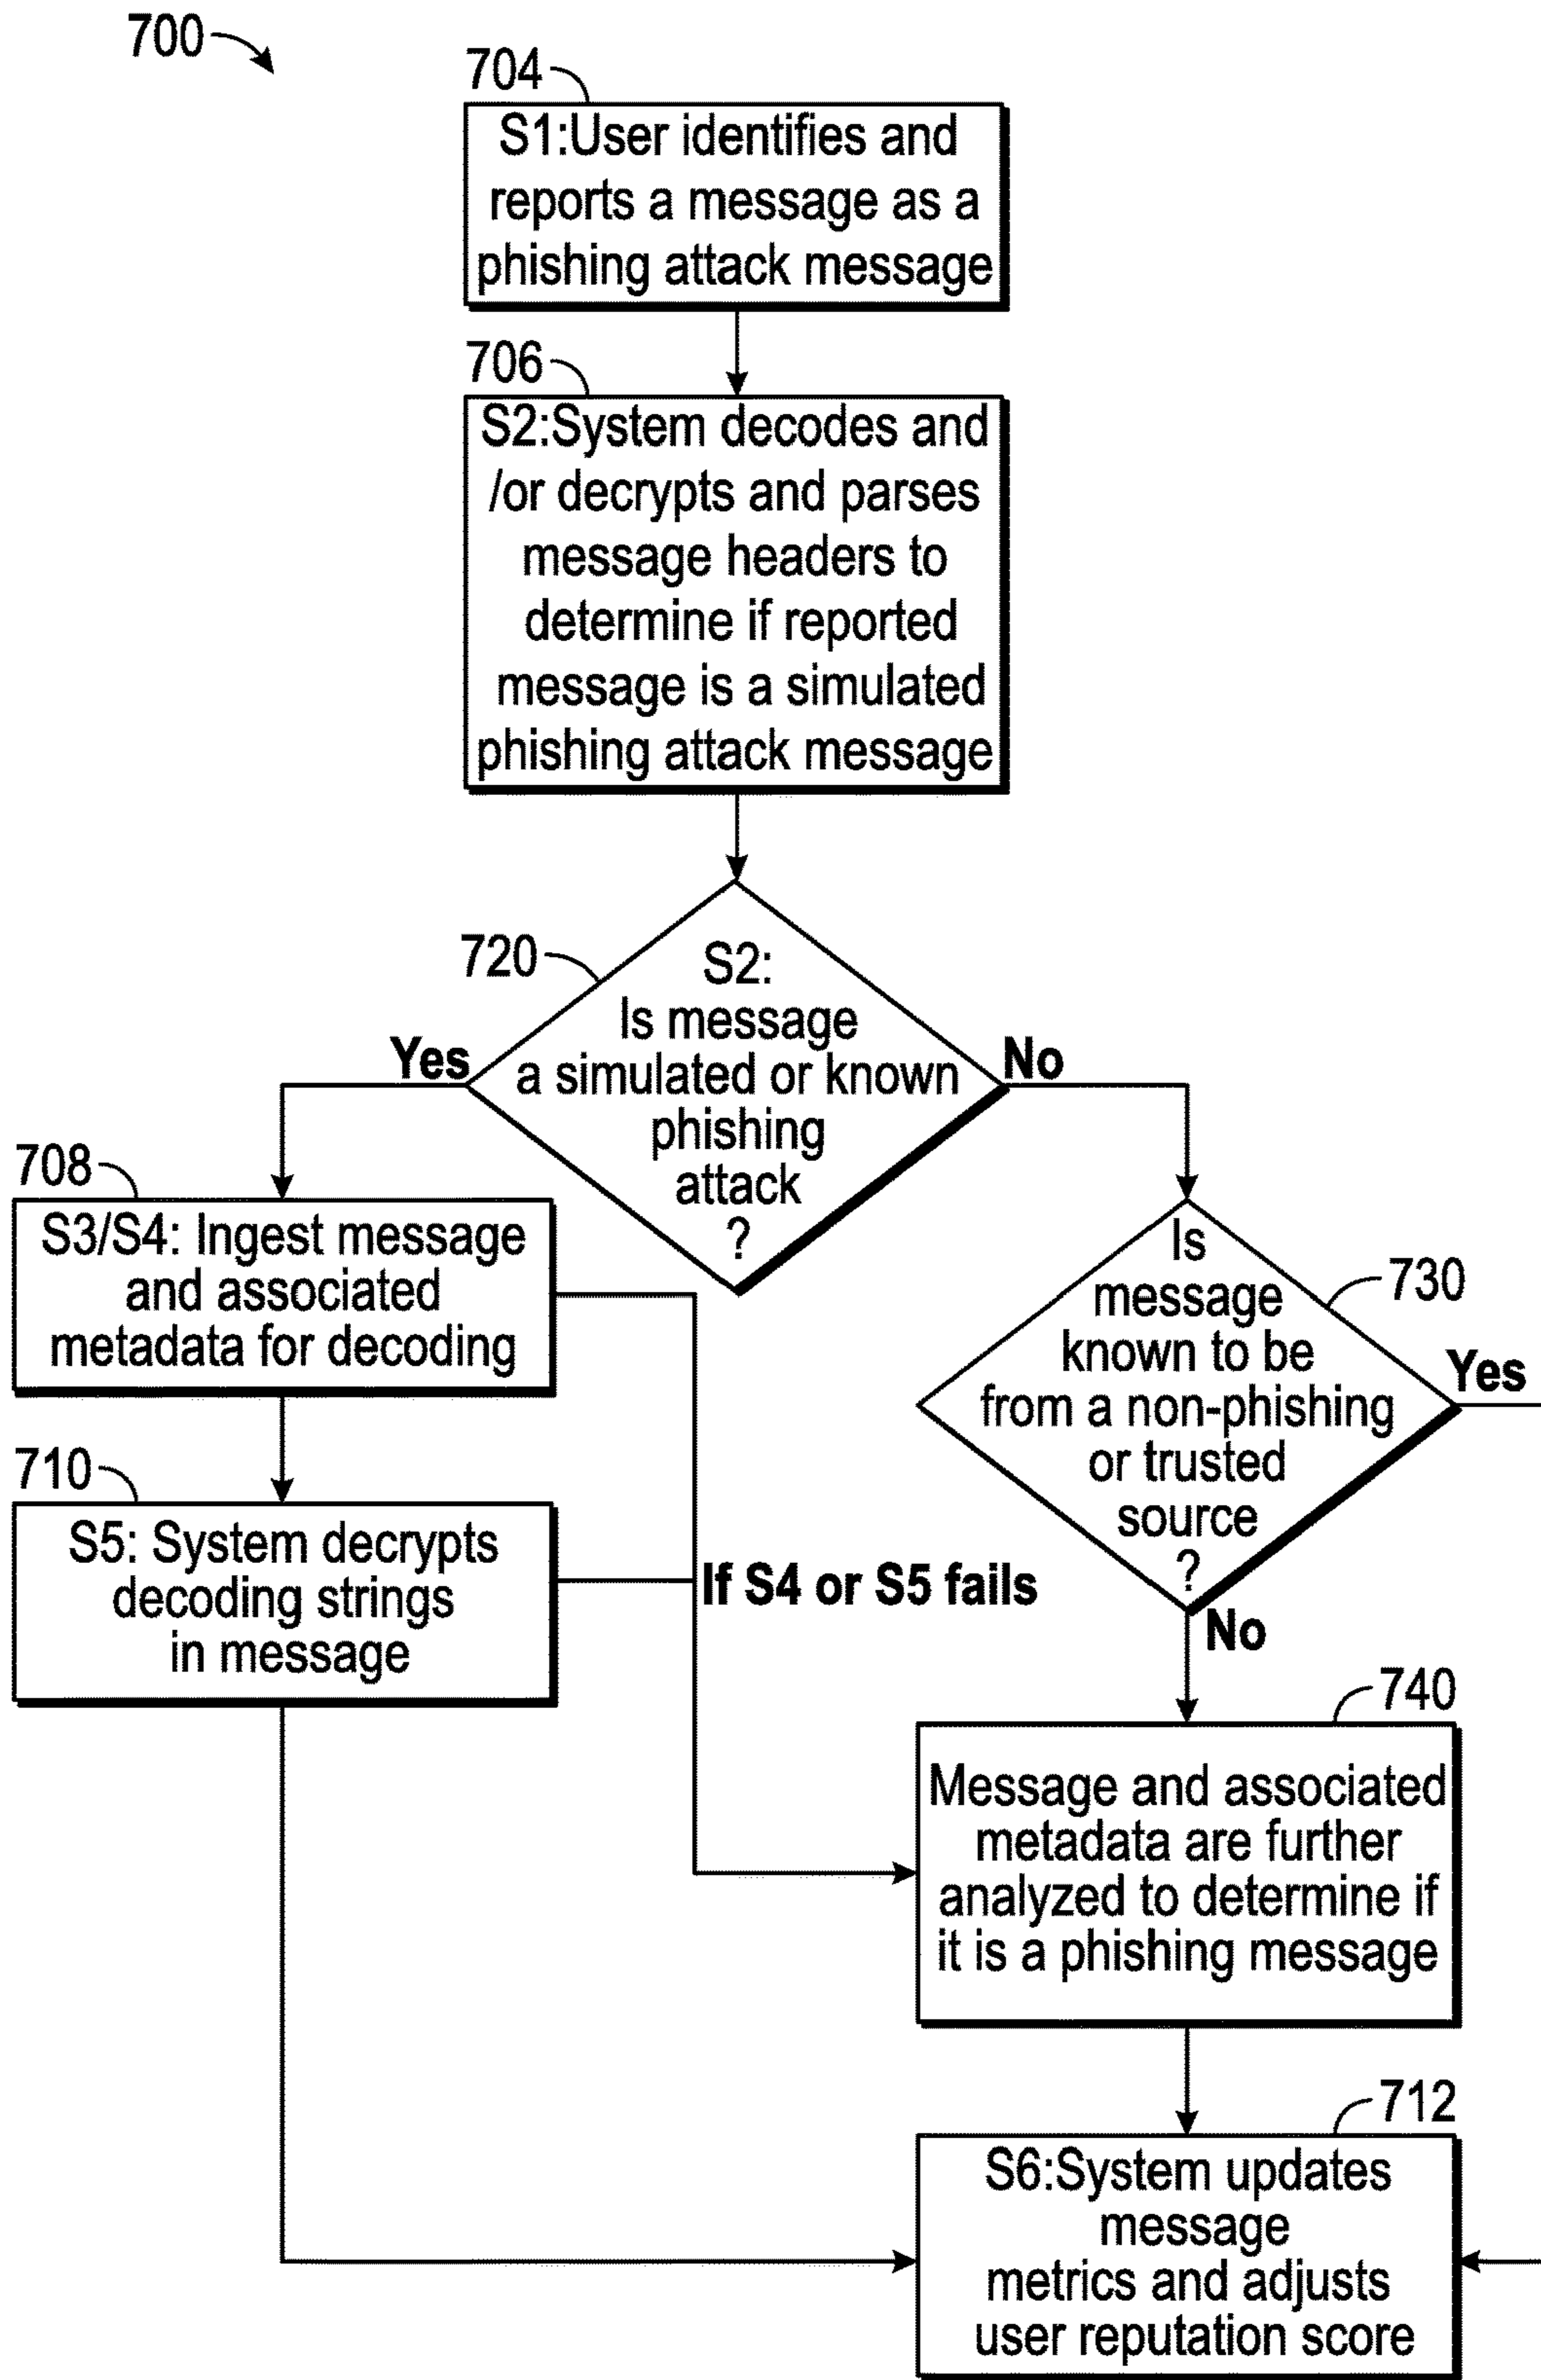 700
704
S1:User identifies and
reports a message as a
phishing attack message
706
S2:System decodes and
/or decrypts and parses
message headers to
determine if reported
message is a simulated
phishing attack message
720
S2:
Is message
a simulated or known
phishing
attack
?
Yes
No
708
S3/S4: Ingest message
and associated
metadata for decoding
730
Is
message
known to be
from a non-phishing
or trusted
source
?
Yes
No
710
S5: System decrypts
decoding strings
in message
If S4 or S5 fails
740
Message and associated
metadata are further
analyzed to determine if
it is a phishing message
712
S6:System updates
message
metrics and adjusts
user reputation score